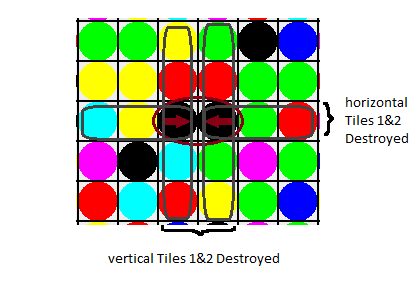 horizontal
Tiles 1&2
Destroyed
vertical Tiles 1&2 Destroyed